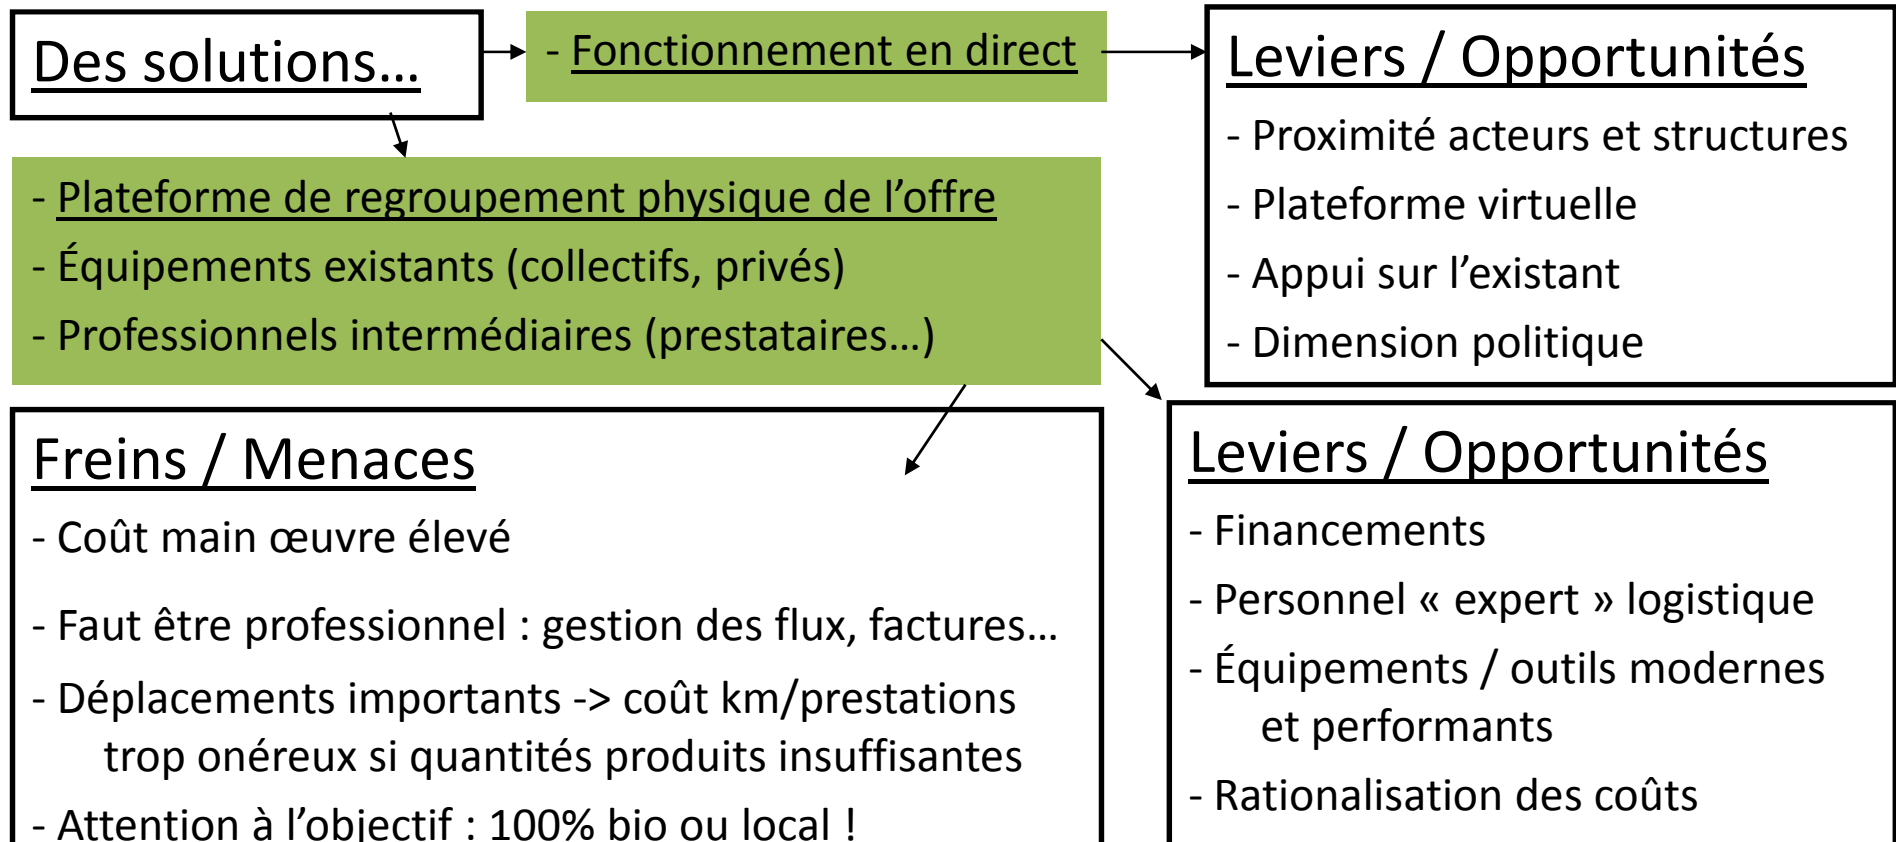 Des solutions…
- Fonctionnement en direct
Leviers / Opportunités
- Proximité acteurs et structures
- Plateforme virtuelle
- Appui sur l’existant
- Dimension politique
- Plateforme de regroupement physique de l’offre
- Équipements existants (collectifs, privés)
- Professionnels intermédiaires (prestataires…)
Freins / Menaces
- Coût main œuvre élevé
- Faut être professionnel : gestion des flux, factures…
- Déplacements importants -> coût km/prestations
trop onéreux si quantités produits insuffisantes
- Attention à l’objectif : 100% bio ou local !
Leviers / Opportunités
- Financements
- Personnel « expert » logistique
- Équipements / outils modernes
et performants
- Rationalisation des coûts